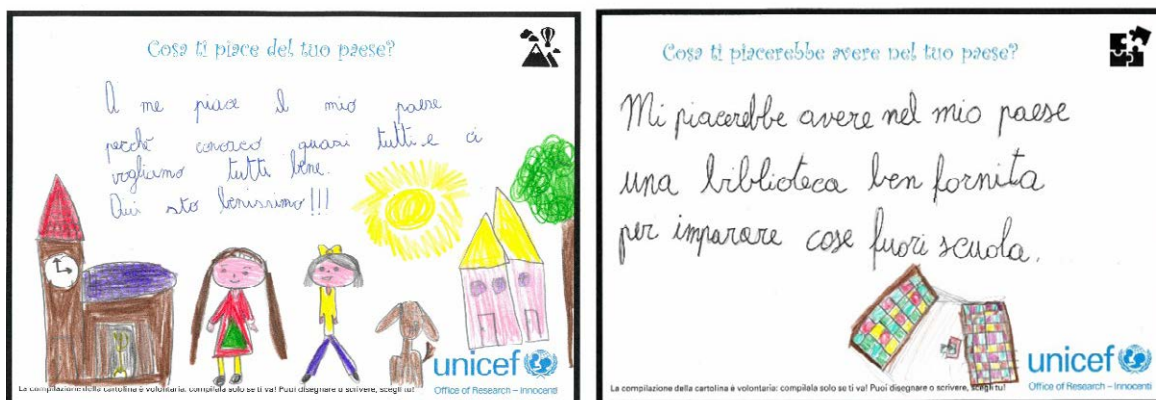 Cosa ti piace del tuo paese?
A me piace il mio paese
perchè conosco quasi tutti e ci
vogliamo tutti bene.
Qui sto benissimo!!!
unicef
Office of Research – Innocenti
La compilazione della cartolina è volontaria: compilala solo se ti va! Puoi disegnare o scrivere, scegli tu!
Cosa ti piacerebbe avere nel tuo paese?
Mi piacerebbe avere nel mio paese
una biblioteca ben fornita
per imparare cose fuori scuola.
unicef
Office of Research – Innocenti
La compilazione della cartolina è volontaria: compilala solo se ti va! Puoi disegnare o scrivere, scegli tu!